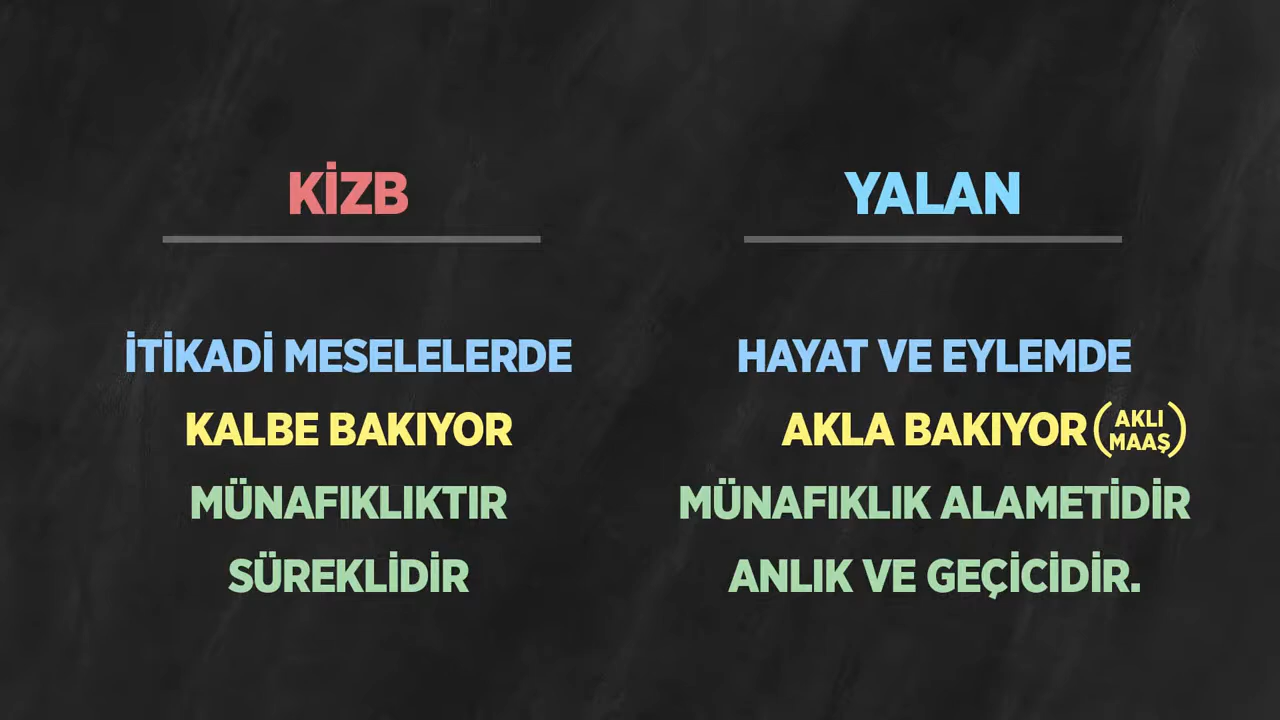 KİZB
İTİKADİ MESELELERDE
KALBE BAKIYOR
MÜNAFIKLIKTIR
SÜREKLİDİR
YALAN
HAYAT VE EYLEMDE
AKLA BAKIYOR (AKLI MAAŞ)
MÜNAFIKLIK ALAMETİDİR
ANLIK VE GEÇİCİDİR.